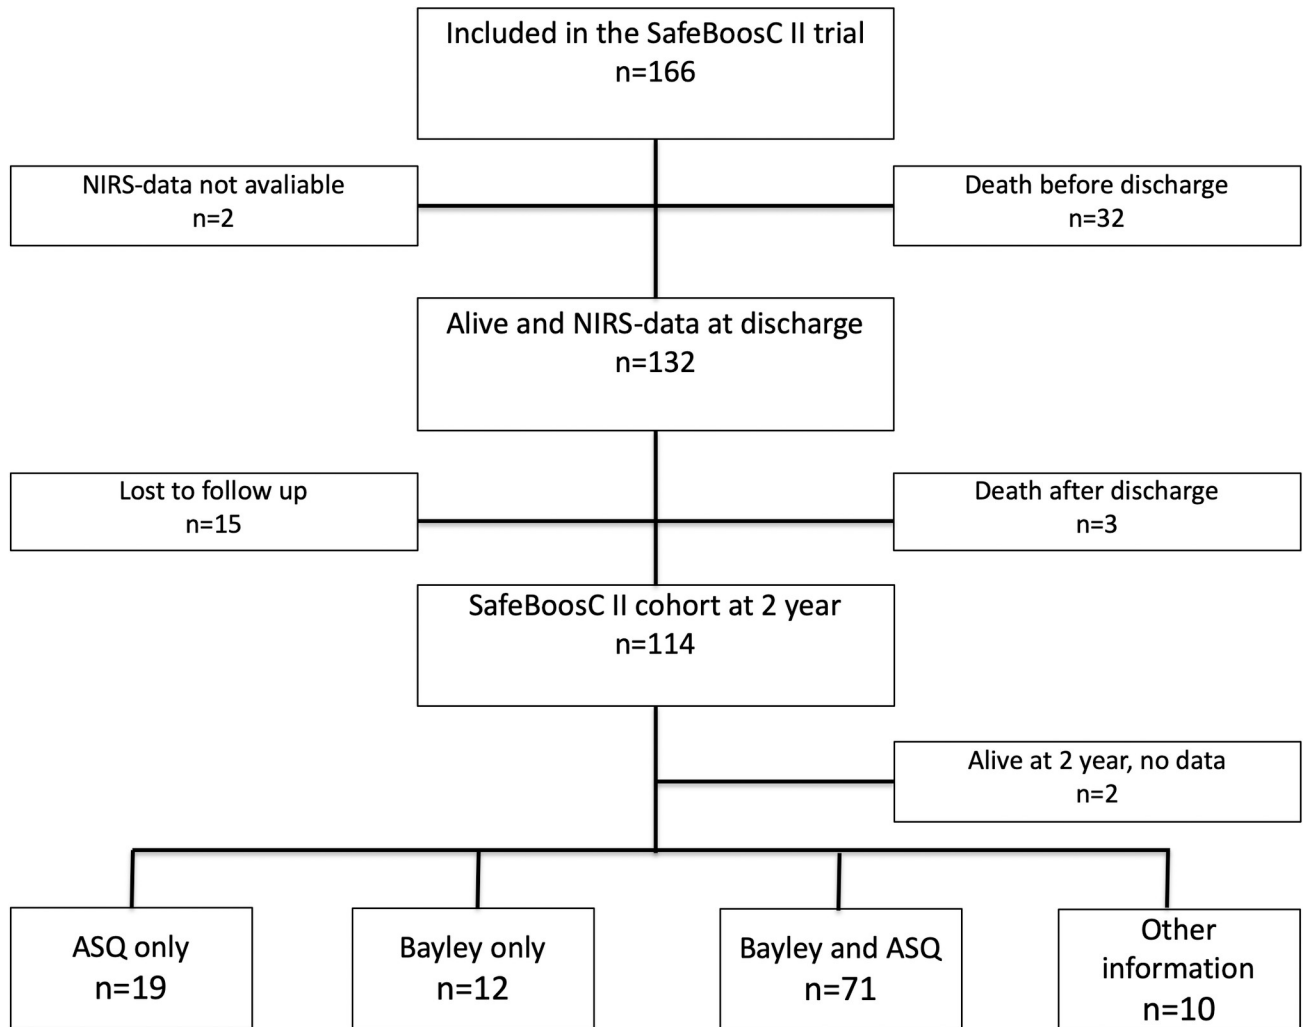 Included in the SafeBoosC II trial
n=166
NIRS-data not avaliable
n=2
Death before discharge
n=32
Alive and NIRS-data at discharge
n=132
Lost to follow up
n=15
Death after discharge
n=3
SafeBoosC II cohort at 2 year
n=114
Alive at 2 year, no data
n=2
ASQ only
n=19
Bayley only
n=12
Bayley and ASQ
n=71
Other
information
n=10